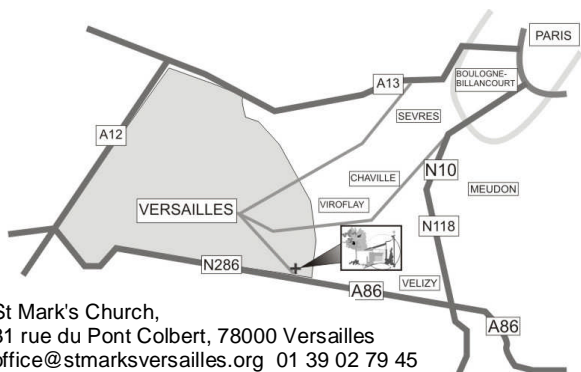 PARIS
BOULOGNE-
BILLANCOURT
A13
SEVRES
A12
CHAVILLE
N10
MEUDON
VIROFLAY
VERSAILLES
N118
N286
VELIZY
A86
A86
St Mark's Church,
31 rue du Pont Colbert, 78000 Versailles
office@stmarksversailles.org 01 39 02 79 45